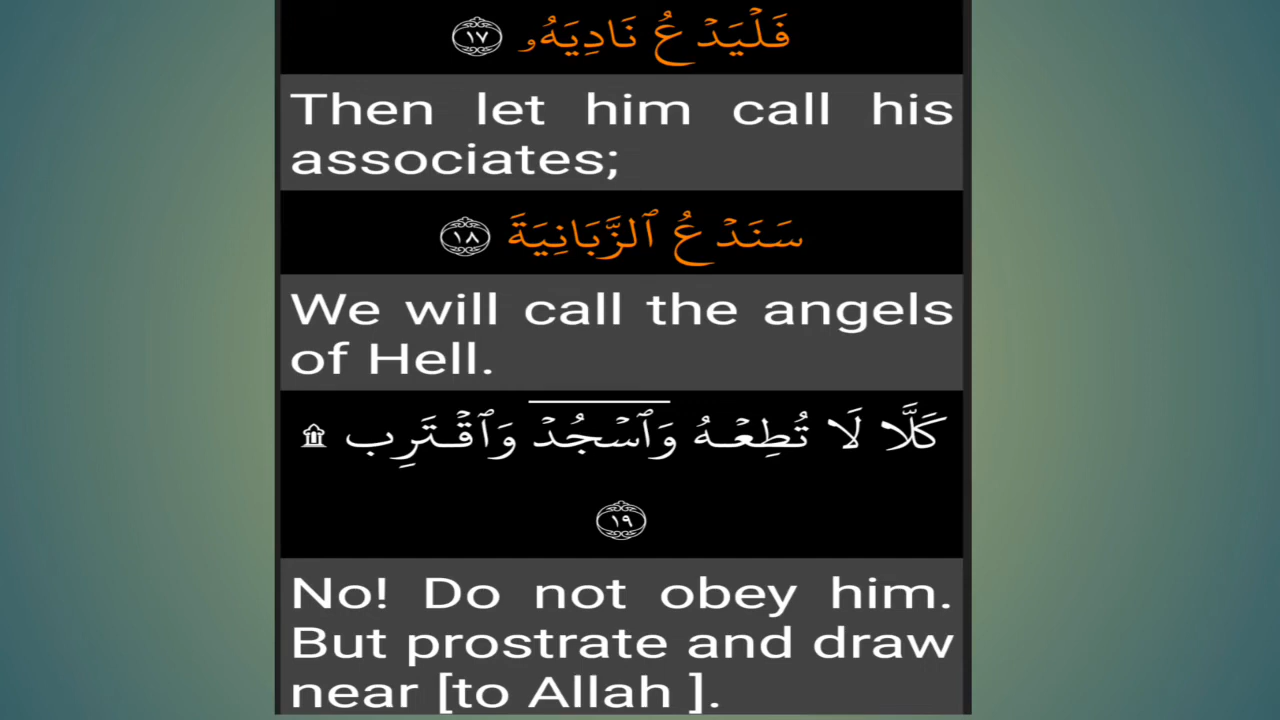 فَلۡيَدۡعُ نَادِيَهُۥ ١٧
Then let him call his
associates;
سَنَدۡعُ ٱلزَّبَانِيَةَ ١٨
We will call the angels
of Hell.
كَلَّا لَا تُطِعۡهُ وَٱسۡجُدۡۤ وَٱقۡتَرِب ۩
١٩
No! Do not obey him.
But prostrate and draw
near [to Allah ].